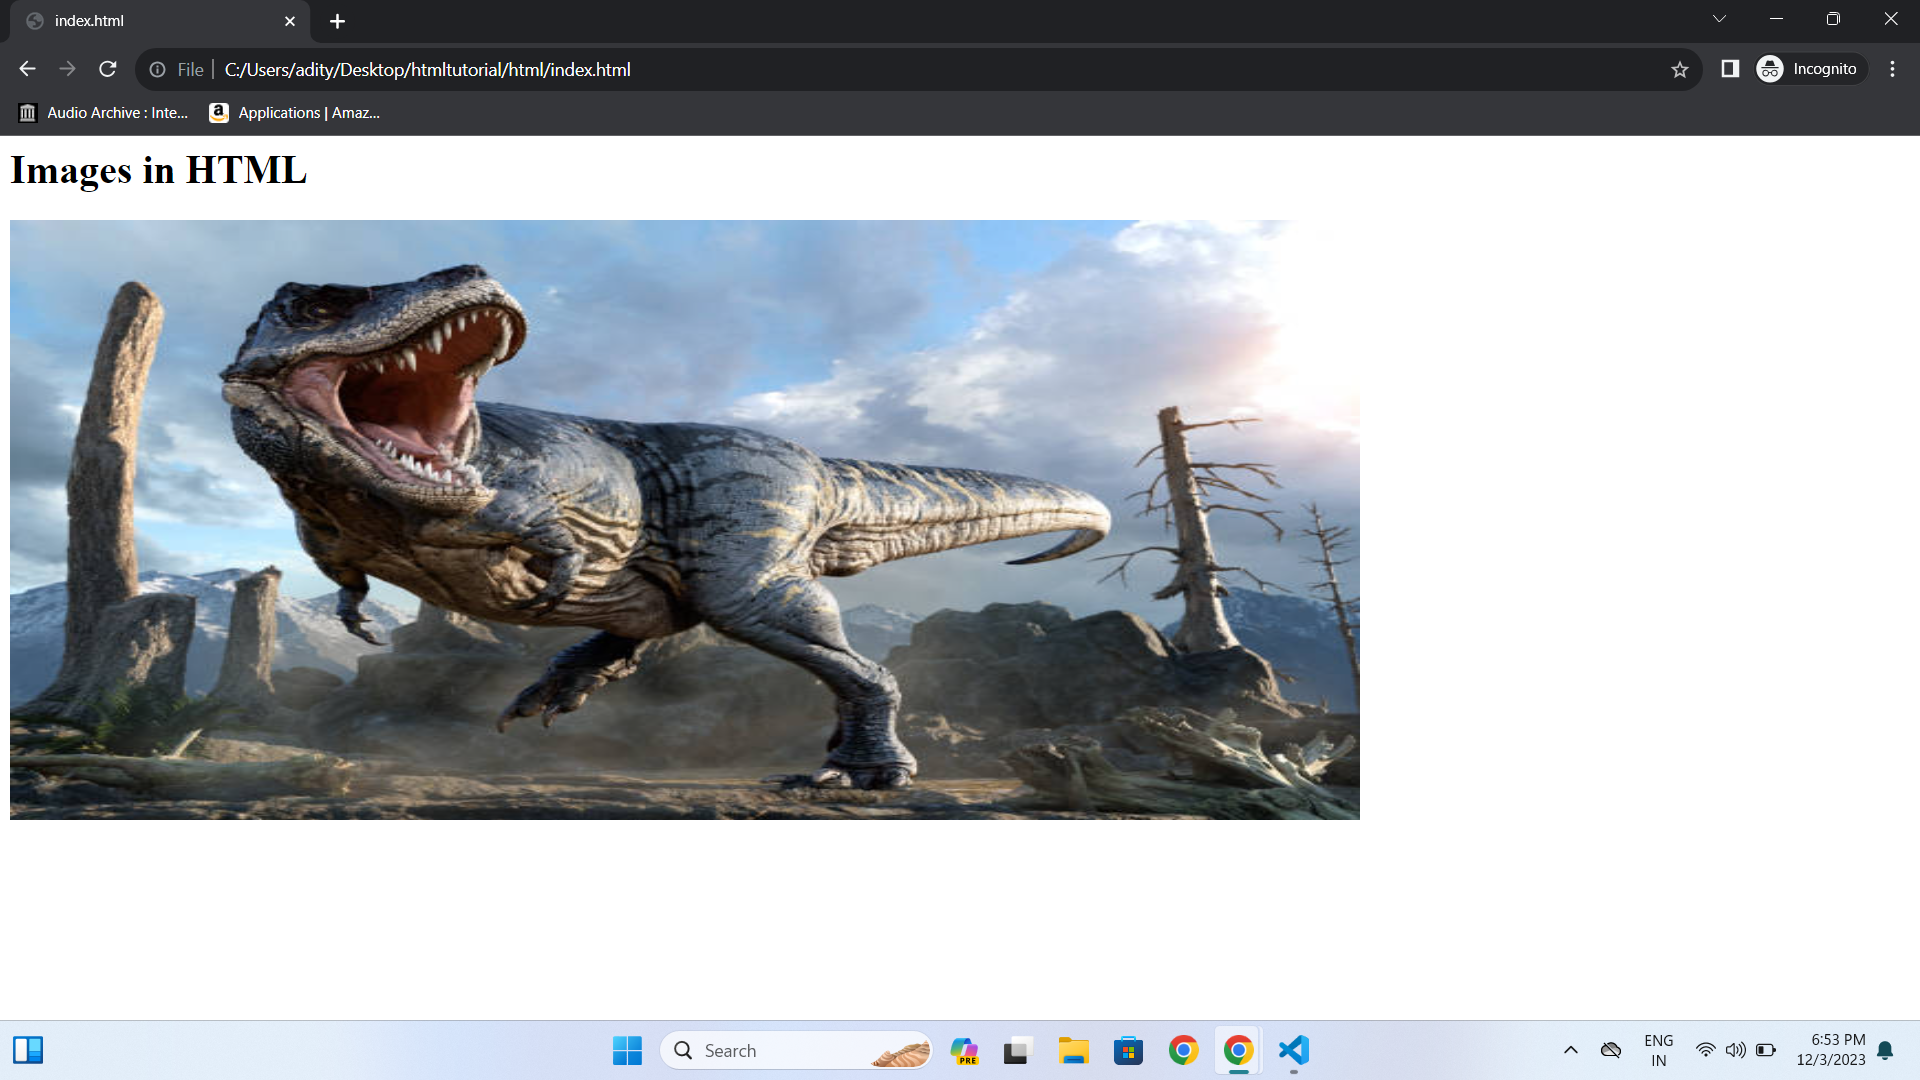 index.html
File C:/Users/adity/Desktop/htmltutorial/html/index.html
Incognito
Audio Archive : Inte...
a Applications | Amaz...
Images in HTML
Search
PRE
ENG
IN
6:53 PM
12/3/2023